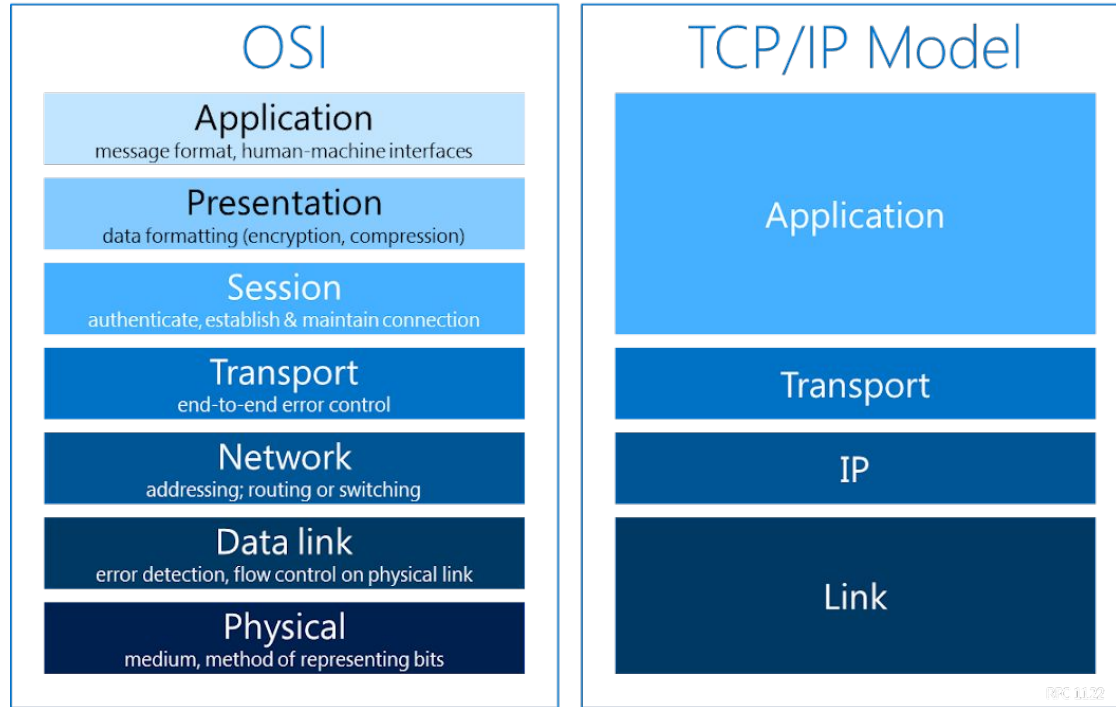 OSI
Application
message format, human-machine interfaces
Presentation
data formatting (encryption, compression)
Session
authenticate, establish & maintain connection
Transport
end-to-end error control
Network
addressing; routing or switching
Data link
error detection, flow control on physical link
Physical
medium, method of representing bits
TCP/IP Model
Application
Transport
IP
Link
RFC 1122